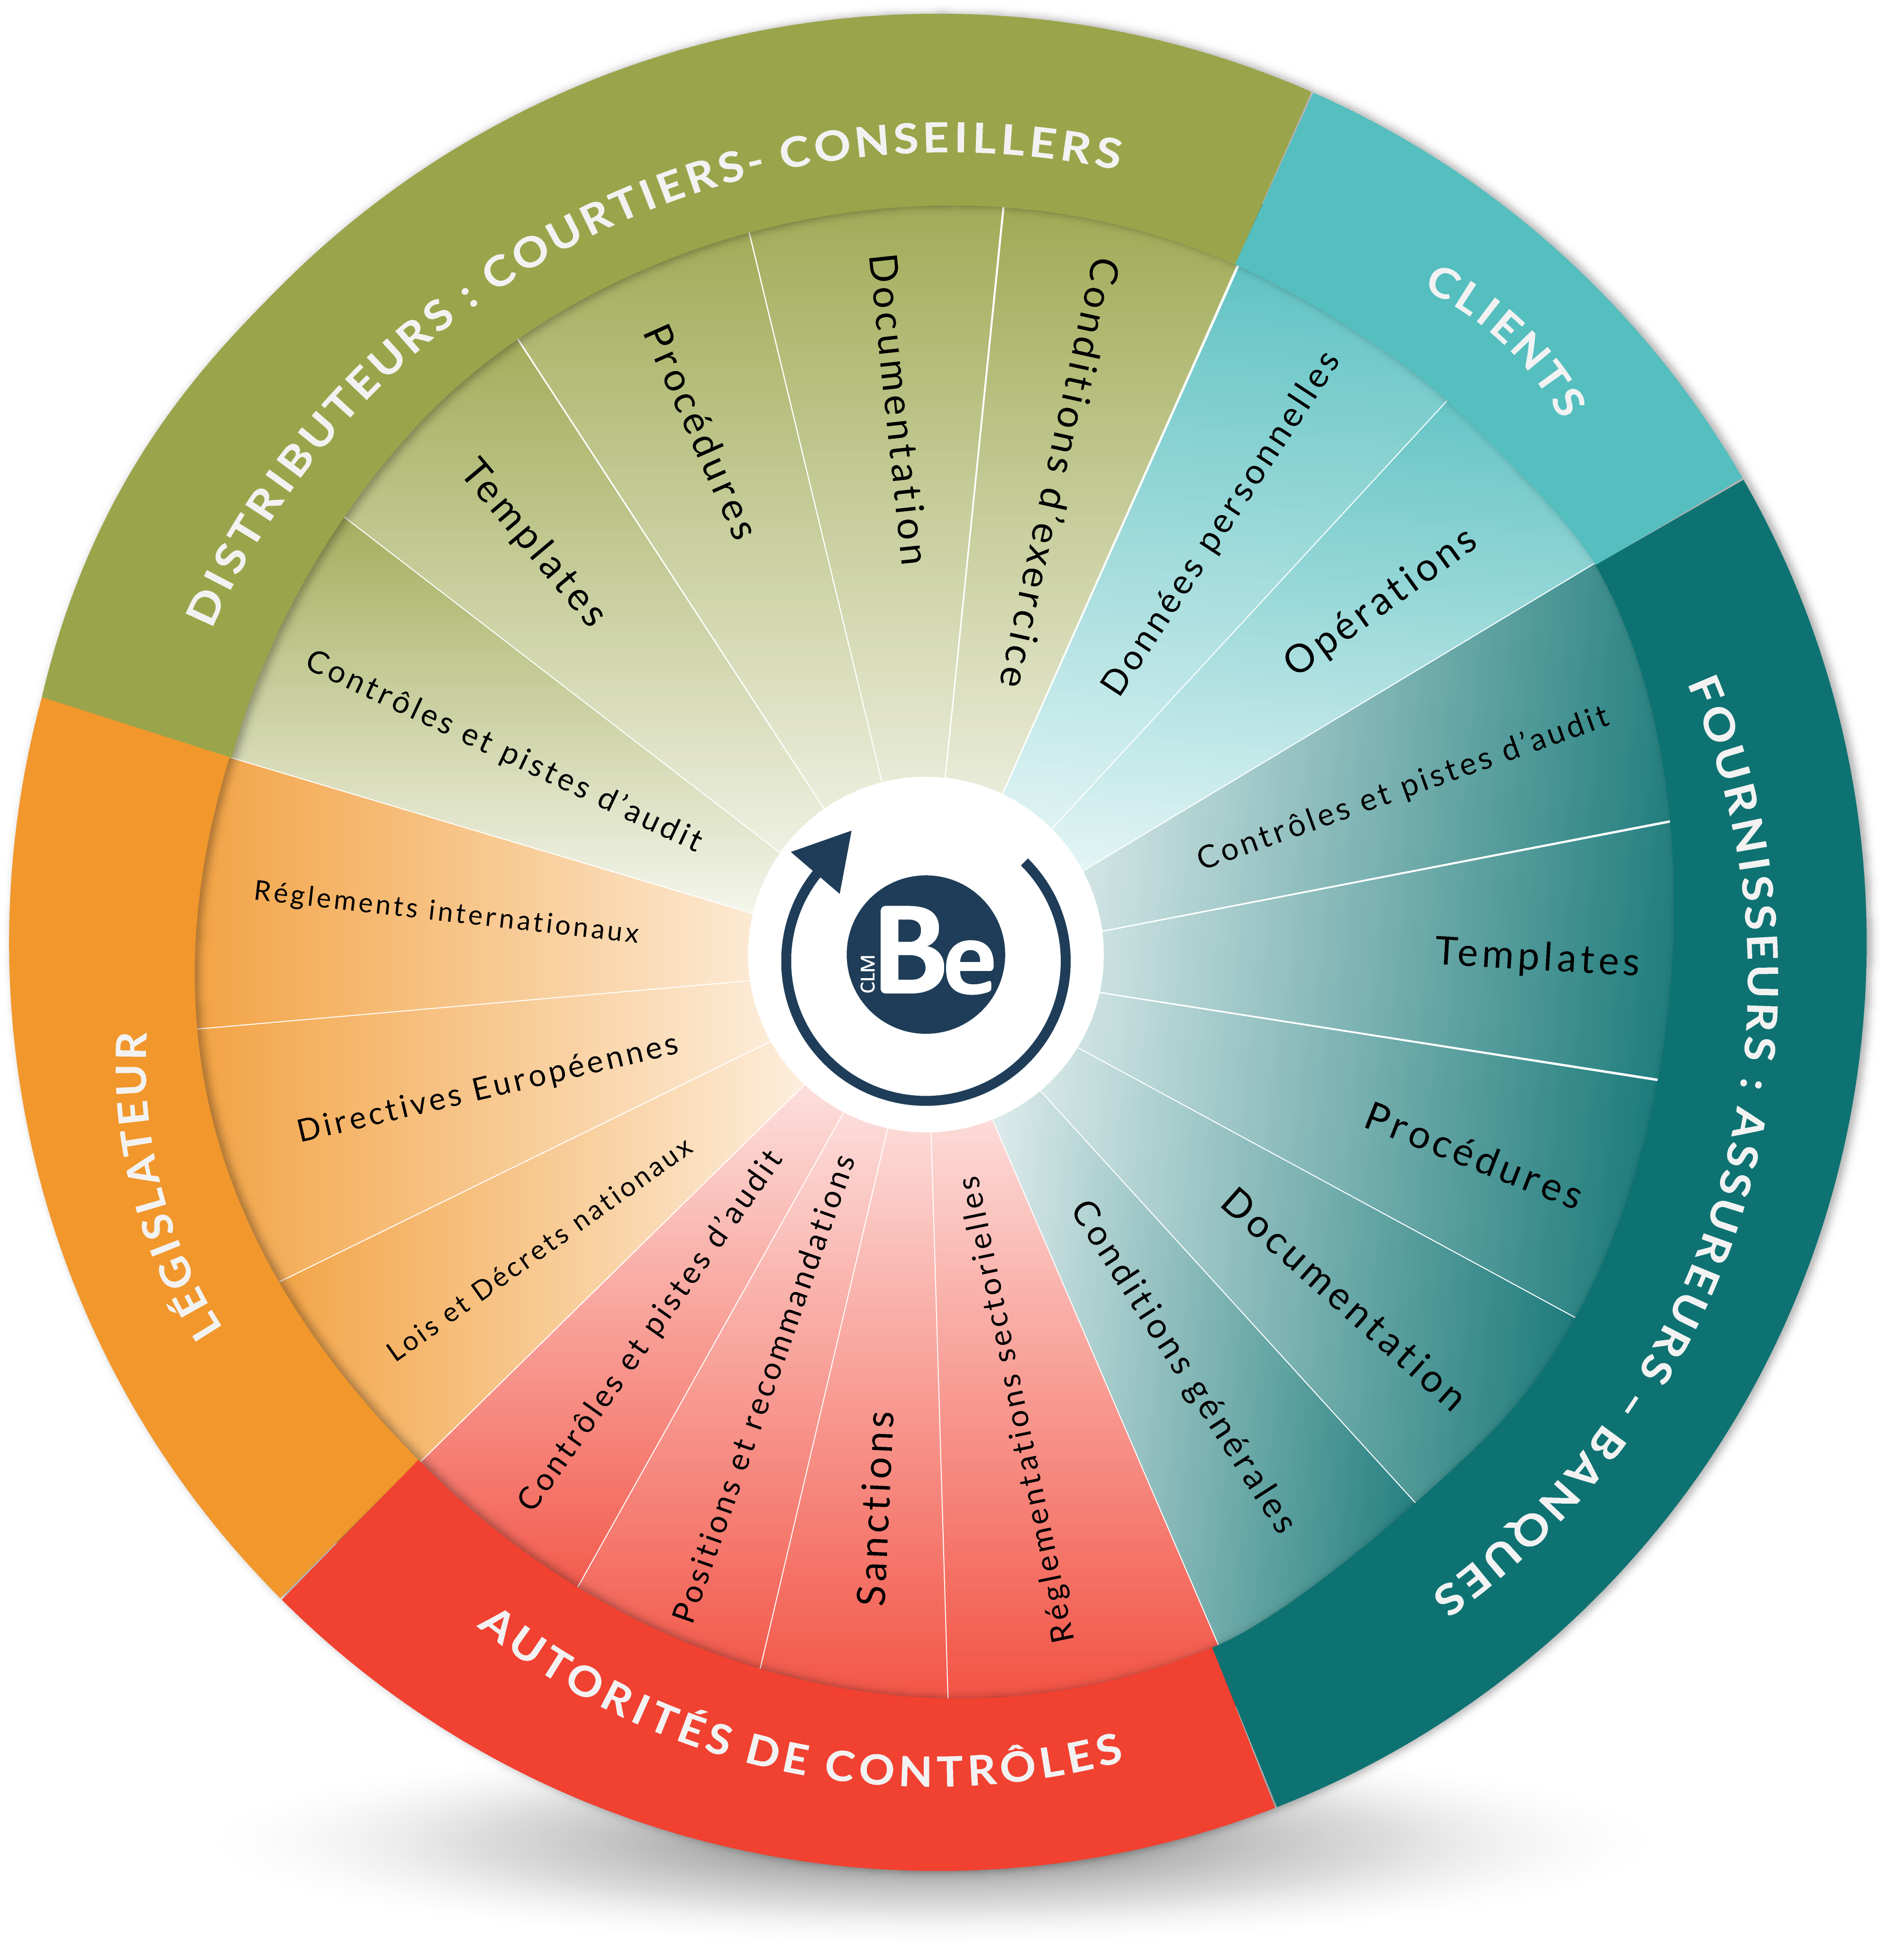 DISTRIBUTEURS : COURTIERS- CONSEILLERS
Contrôles et pistes d'audit
Templates
Procédures
Documentation
Conditions d'exercice
CLIENTS
Données personnelles
Opérations
FOURNISSEURS : ASSUREURS - BANQUES
Contrôles et pistes d'audit
Templates
Procédures
Documentation
Conditions générales
AUTORITÉS DE CONTRÔLES
Réglementations sectorielles
Sanctions
Positions et recommandations
Contrôles et pistes d'audit
LÉGISLATEUR
Lois et Décrets nationaux
Directives Européennes
Réglements internationaux
CLM
Be